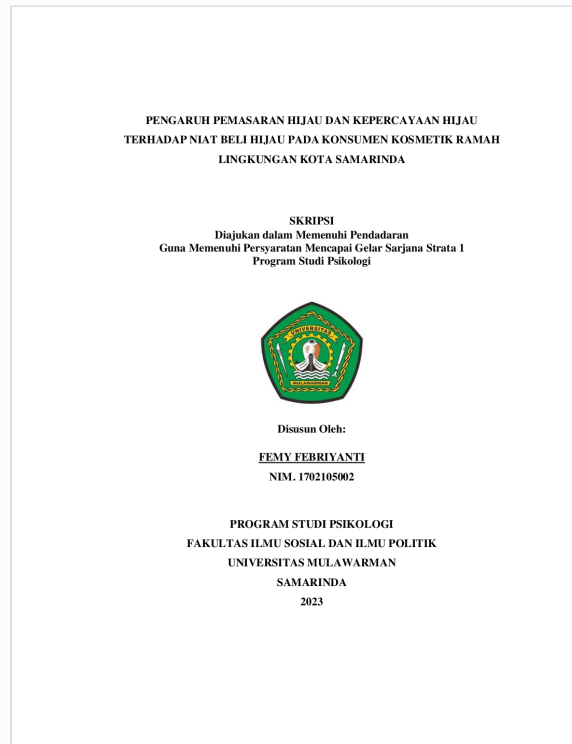 PENGARUH PEMASARAN HIJAU DAN KEPERCAYAAN HIJAU
TERHADAP NIAT BELI HIJAU PADA KONSUMEN KOSMETIK RAMAH
LINGKUNGAN KOTA SAMARINDA
SKRIPSI
Diajukan dalam Memenuhi Pendadaran
Guna Memenuhi Persyaratan Mencapai Gelar Sarjana Strata 1
Program Studi Psikologi
UNIVERSITAS
MULAWARMAN
Disusun Oleh:
FEMY FEBRIYANTI
NIM. 1702105002
PROGRAM STUDI PSIKOLOGI
FAKULTAS ILMU SOSIAL DAN ILMU POLITIK
UNIVERSITAS MULAWARMAN
SAMARINDA
2023